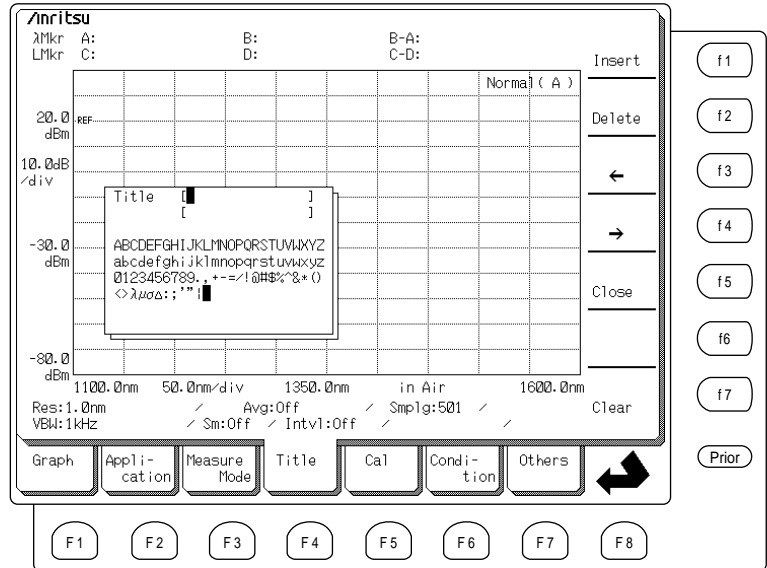 /Inritsu
λMkr A: B: B-A:
LMkr C: D: C-D:
Normal( A )
20.0 REF
dBm
10.0dB
/div
-30.0
dBm
-80.0
dBm
Title [ ]
[ ]
ABCDEFGHIJKLMNOPQRSTUVWXYZ
abcdefghijklmnopqrstuvwxyz
0123456789.,+-=/!@#$%^&*()
<>λμσΔ:;'"¦
1100.0nm 50.0nm/div 1350.0nm in Air 1600.0nm
Res:1.0nm / Avg:Off / Smplg:501 /
VBW:1kHz / Sm:Off / Intvl:Off / /
Insert
Delete
←
→
Close
Clear
f1
f2
f3
f4
f5
f6
f7
Prior
Graph
Appli-
cation
Measure
Mode
Title
Cal
Condi-
tion
Others
F1 F2 F3 F4 F5 F6 F7 F8